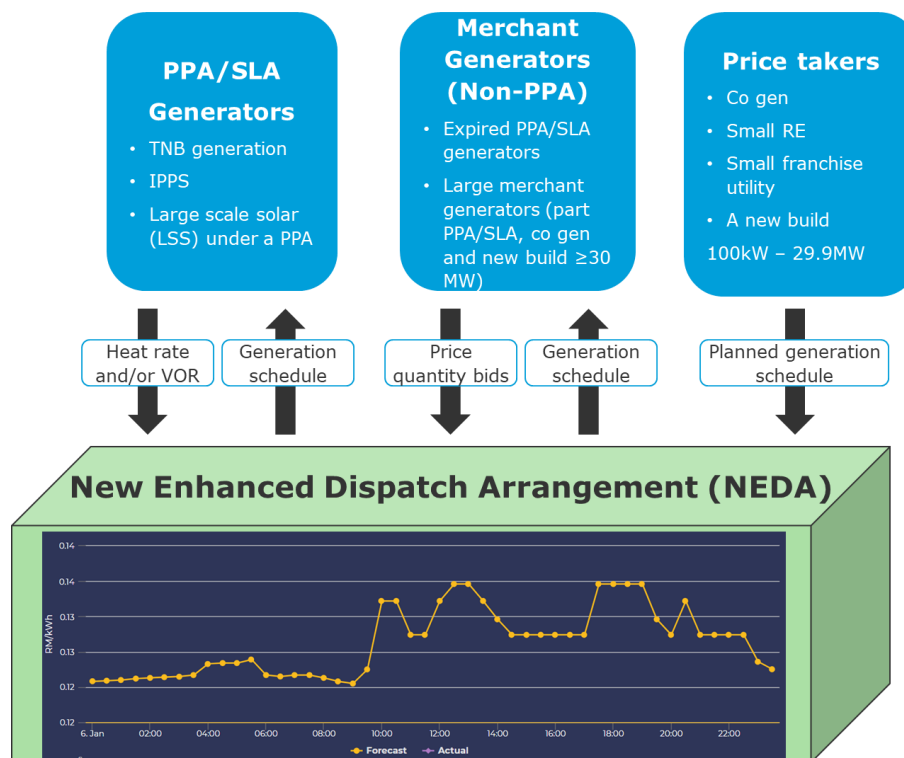 PPA/SLA
Generators
• TNB generation
• IPPS
• Large scale solar
(LSS) under a PPA
Merchant
Generators
(Non-PPA)
• Expired PPA/SLA
generators
• Large merchant
generators (part
PPA/SLA, co gen
and new build ≥30
MW)
Price takers
• Co gen
• Small RE
• Small franchise
utility
• A new build
100kW – 29.9MW
Heat rate
and/or VOR
Generation
schedule
Price
quantity bids
Generation
schedule
Planned generation
schedule
New Enhanced Dispatch Arrangement (NEDA)
RM/kWh
0.14
0.14
0.13
0.13
0.12
0.12
6. Jan 02:00 04:00 06:00 08:00 10:00 12:00 14:00 16:00 18:00 20:00 22:00
Forecast Actual